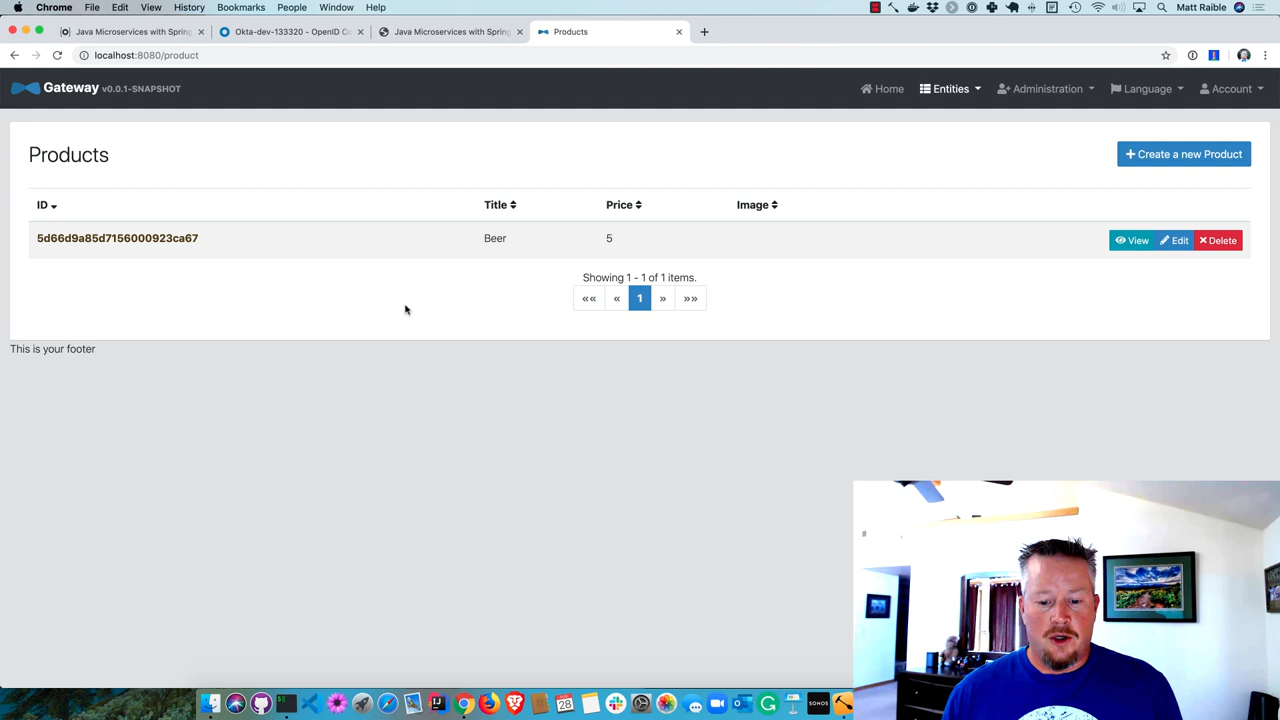 Chrome File Edit View History Bookmarks People Window Help Matt Raible
Java Microservices with Spring Okta-dev-133320 - OpenID Co Java Microservices with Spring Products
localhost:8080/product
Gateway v0.0.1-SNAPSHOT Home Entities Administration Language Account
Products
Create a new Product
ID Title Price Image
5d66d9a85d7156000923ca67 Beer 5 View Edit Delete
Showing 1 - 1 of 1 items.
«« « 1 » »»
This is your footer
28
SONOS